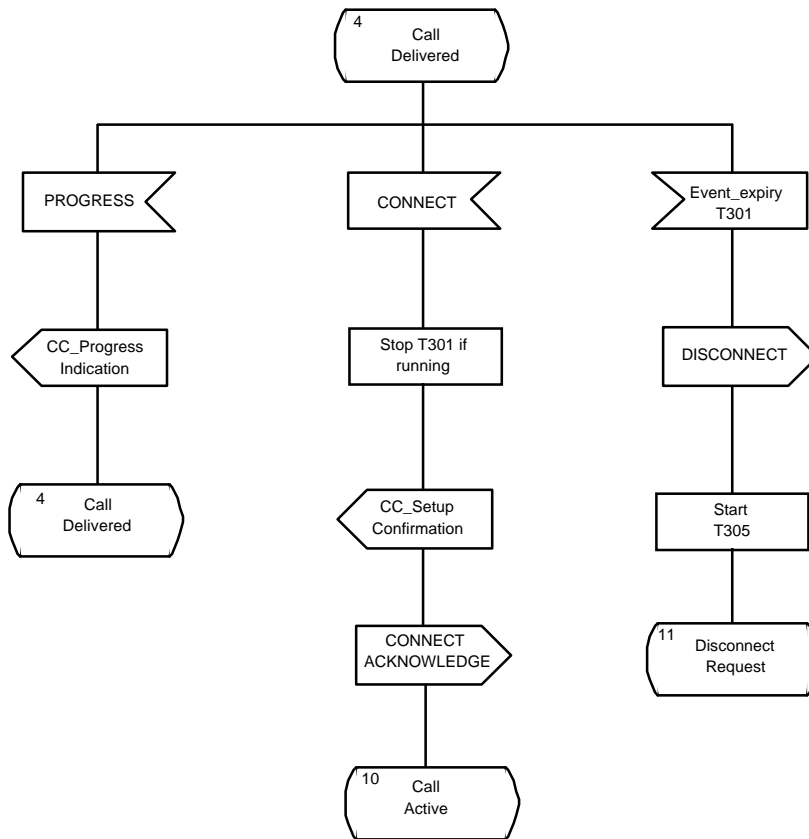 4
Call
Delivered
PROGRESS
CONNECT
Event_expiry
T301
CC_Progress
Indication
Stop T301 if
running
DISCONNECT
4
Call
Delivered
CC_Setup
Confirmation
Start
T305
CONNECT
ACKNOWLEDGE
11
Disconnect
Request
10
Call
Active